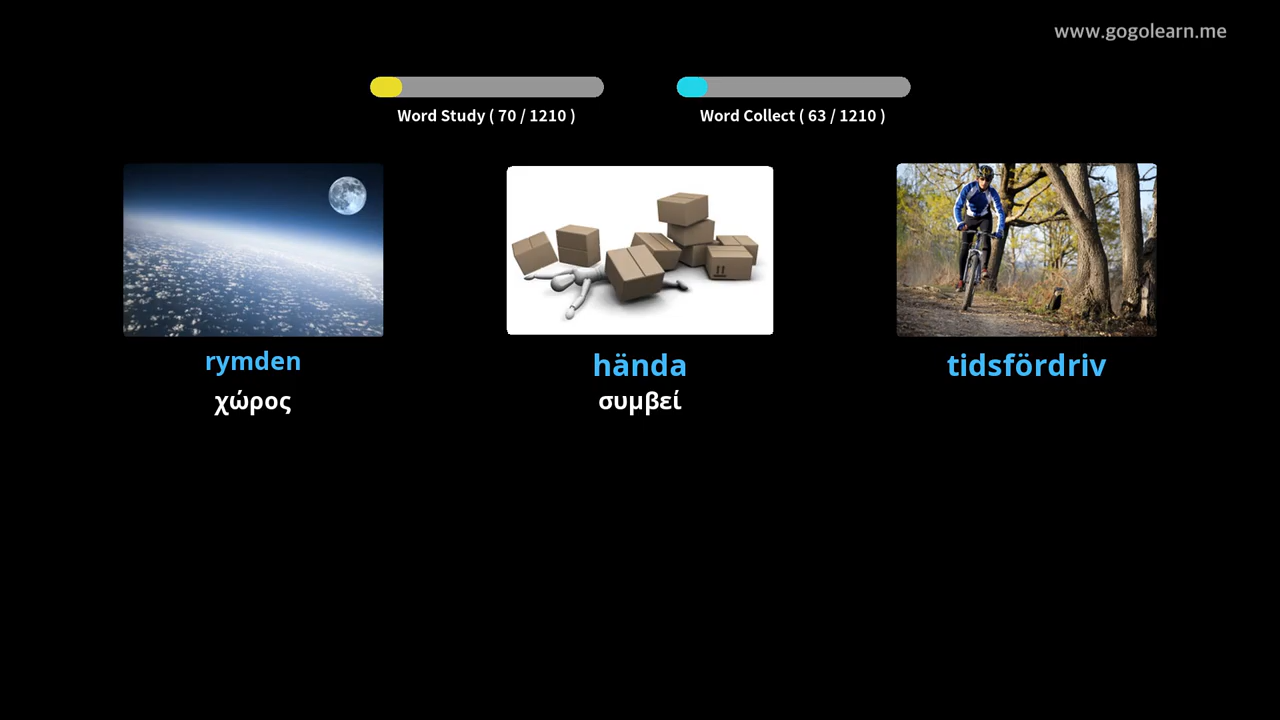 www.gogolearn.me
Word Study ( 70 / 1210 )
Word Collect ( 63 / 1210 )
rymden
hända
tidsfördriv
χώρος
συμβεί